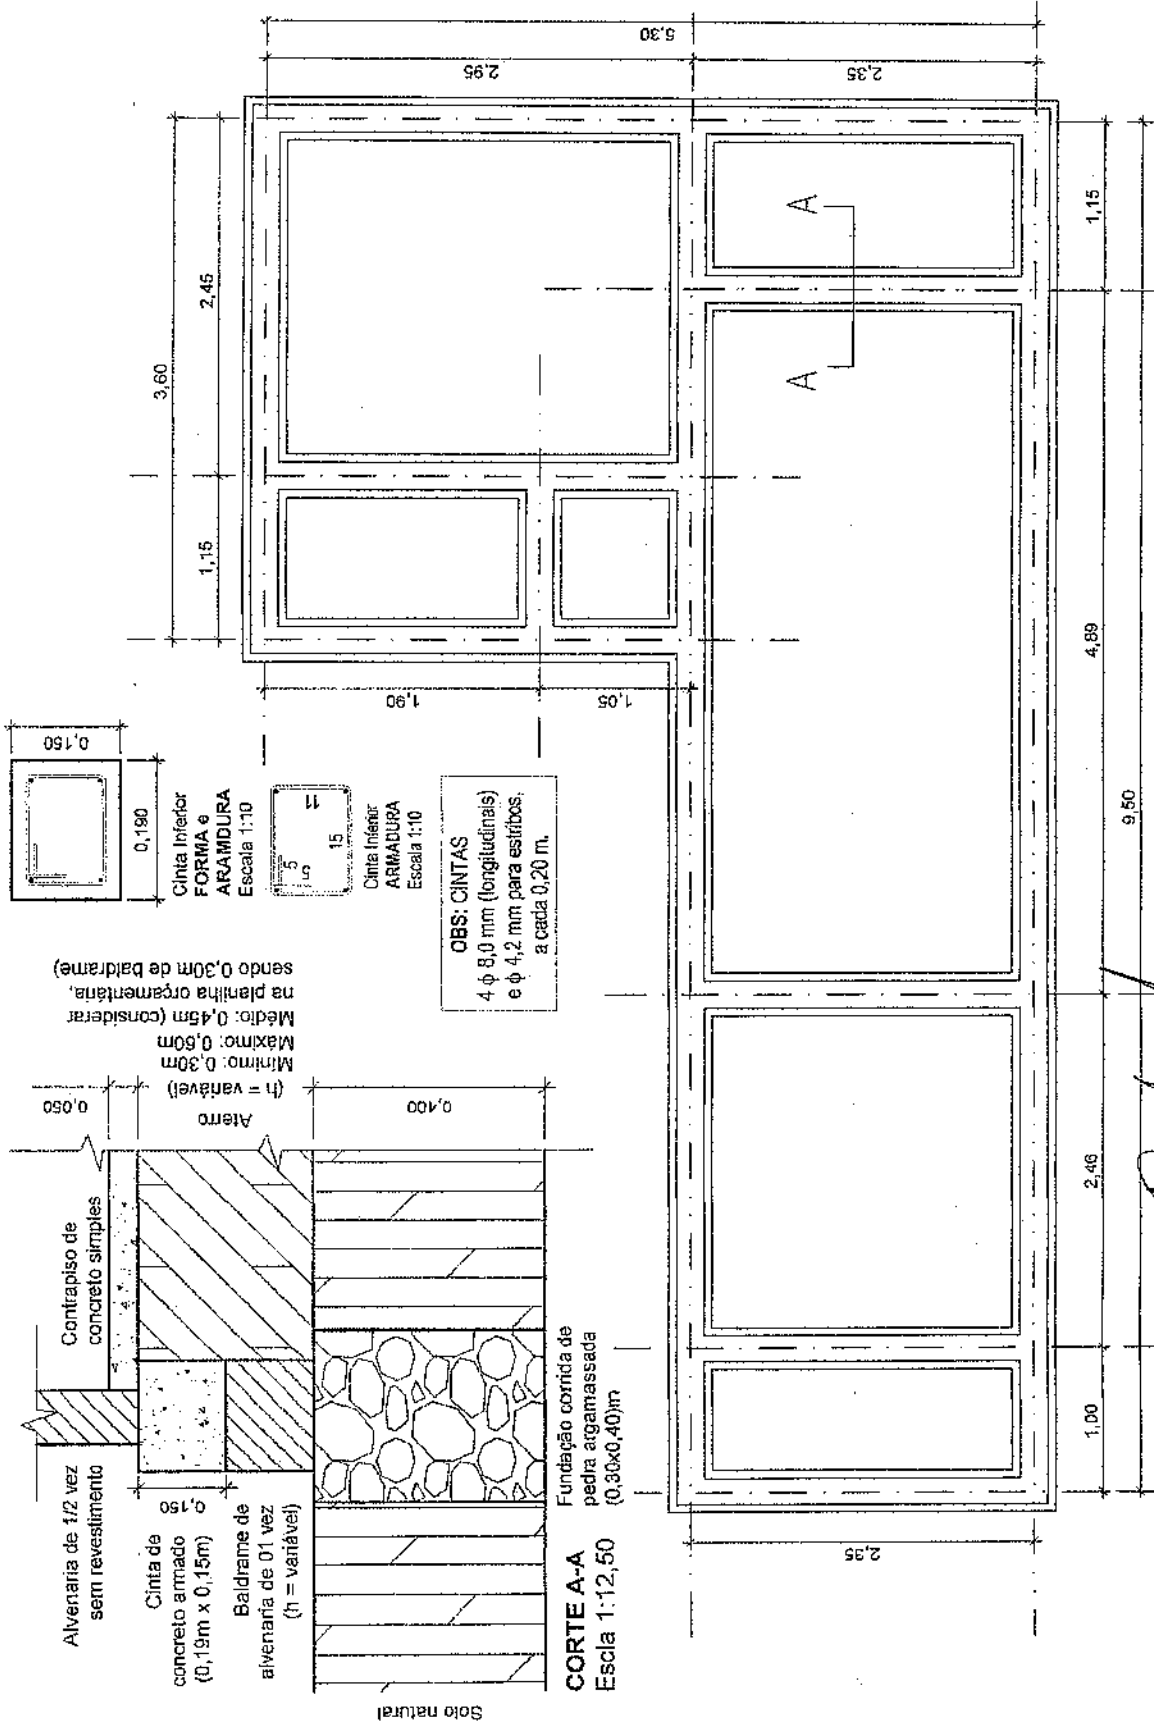 0,150
0,190
Cinta Inferior
FORMA e
ARAMDURA
Escala 1:10
5
5
11
15
Cinta Inferior
ARMADURA
Escala 1:10
OBS: CINTAS
4 ϕ 8,0 mm (longitudinais)
e ϕ 4,2 mm para estribos,
a cada 0,20 m.
Alvenaria de 1/2 vez
sem revestimento
Contrapiso de
concreto simples
0,050
Aterro
(h = variável)
Mínimo: 0,30m
Máximo: 0,60m
Médio: 0,45m (considerar
na planilha orçamentária,
sendo 0,30m de baldrame)
Cinta de
concreto armado
(0,19m x 0,15m)
0,150
Baldrame de
alvenaria de 01 vez
(h = variável)
0,400
Solo natural
Fundação corrida de
pedra argamassada
(0,30x0,40)m
CORTE A-A
Escla 1:12,50
3,60
1,15
2,45
5,30
2,95
2,35
1,90
1,05
A
A
2,35
1,00
2,46
4,89
1,15
9,50